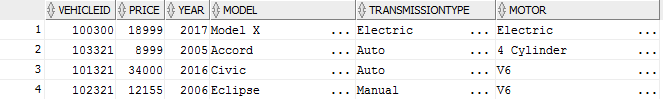 VEHICLEID PRICE YEAR MODEL TRANSMISSIONTYPE MOTOR
1 100300 18999 2017 Model X ... Electric ... Electric ...
2 103321 8999 2005 Accord ... Auto ... 4 Cylinder ...
3 101321 34000 2016 Civic ... Auto ... V6 ...
4 102321 12155 2006 Eclipse ... Manual ... V6 ...